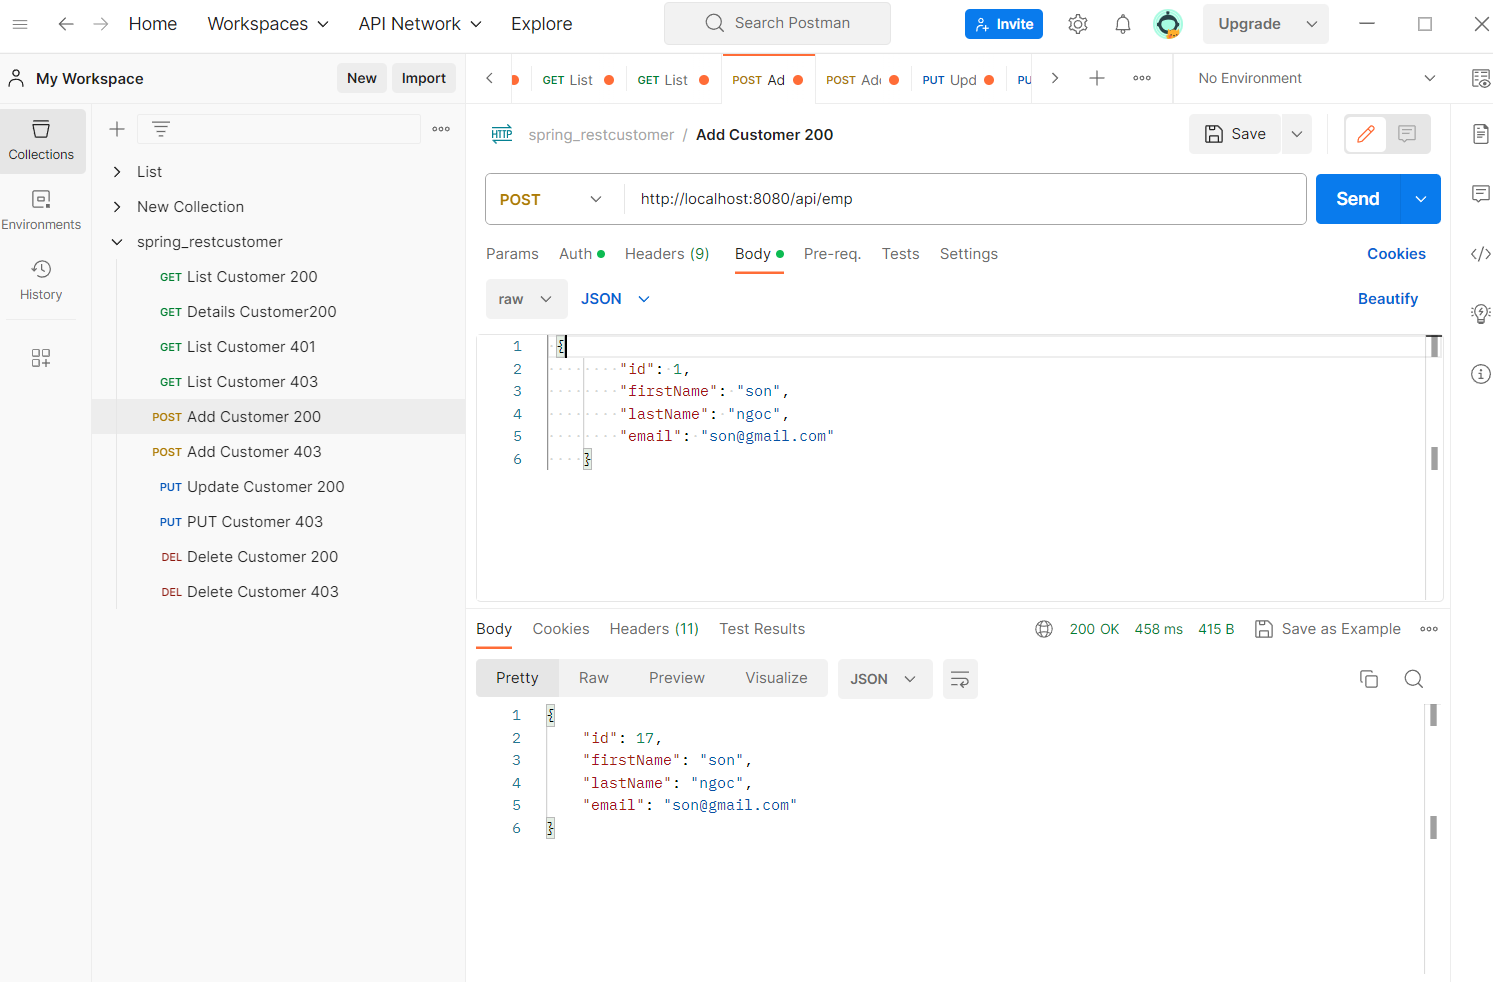 Home Workspaces API Network Explore Search Postman Invite Upgrade
My Workspace New Import
GET List GET List POST Ad POST Ad PUT Upd PU No Environment
Collections
Environments
History
List
New Collection
spring_restcustomer
GET List Customer 200
GET Details Customer200
GET List Customer 401
GET List Customer 403
POST Add Customer 200
POST Add Customer 403
PUT Update Customer 200
PUT PUT Customer 403
DEL Delete Customer 200
DEL Delete Customer 403
HTTP spring_restcustomer / Add Customer 200 Save
POST http://localhost:8080/api/emp Send
Params Auth Headers (9) Body Pre-req. Tests Settings Cookies
raw JSON Beautify
1 {
2 "id": 1,
3 "firstName": "son",
4 "lastName": "ngoc",
5 "email": "son@gmail.com"
6 }
Body Cookies Headers (11) Test Results 200 OK 458 ms 415 B Save as Example
Pretty Raw Preview Visualize JSON
1 {
2 "id": 17,
3 "firstName": "son",
4 "lastName": "ngoc",
5 "email": "son@gmail.com"
6 }